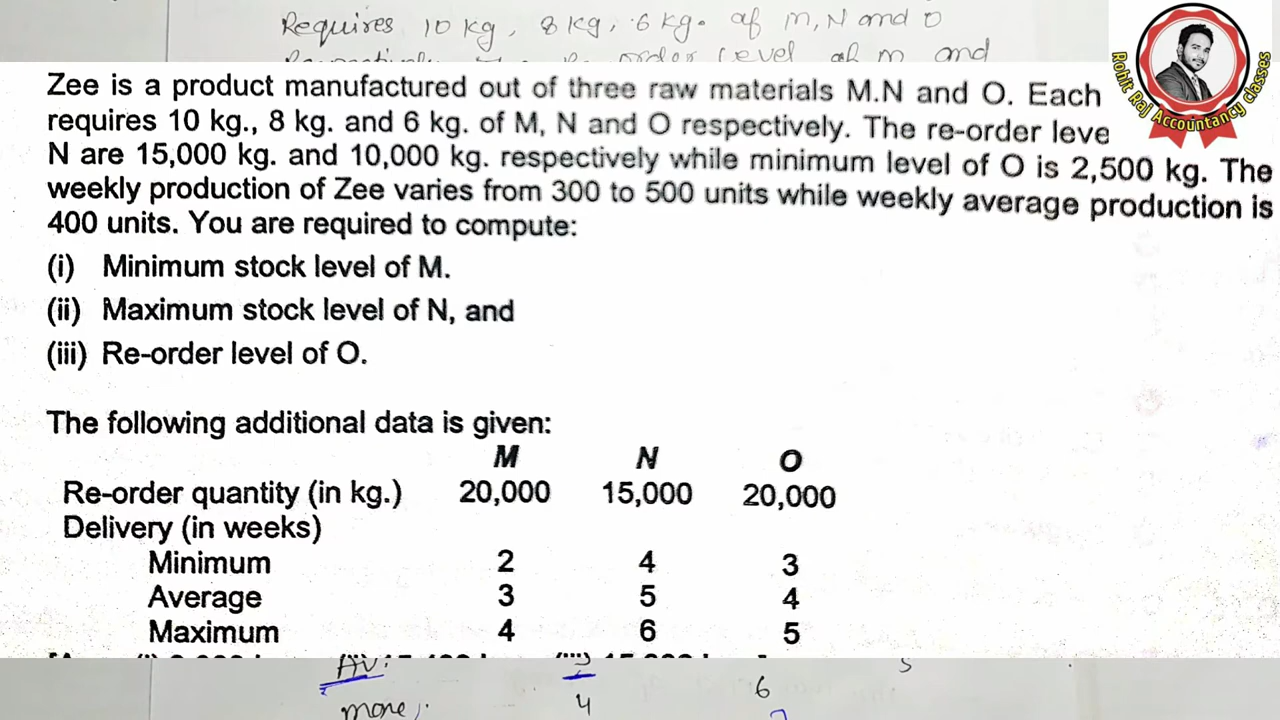 Requires 10 kg, 8 kg, 6 kg. of M, N and O
order level of m and
Rohit Raj Accountancy classes
Zee is a product manufactured out of three raw materials M.N and O. Each
requires 10 kg., 8 kg. and 6 kg. of M, N and O respectively. The re-order leve
N are 15,000 kg. and 10,000 kg. respectively while minimum level of O is 2,500 kg. The
weekly production of Zee varies from 300 to 500 units while weekly average production is
400 units. You are required to compute:
(i) Minimum stock level of M.
(ii) Maximum stock level of N, and
(iii) Re-order level of O.
The following additional data is given:
M N O
Re-order quantity (in kg.) 20,000 15,000 20,000
Delivery (in weeks)
Minimum 2 4 3
Average 3 5 4
Maximum 4 6 5
AV: 5
more 4 6